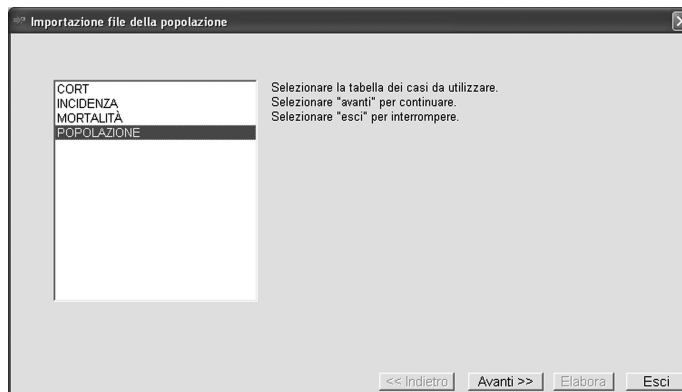 Importazione file della popolazione
CORT
INCIDENZA
MORTALITÀ
POPOLAZIONE
Selezionare la tabella dei casi da utilizzare.
Selezionare "avanti" per continuare.
Selezionare "esci" per interrompere.
<< Indietro
Avanti >>
Elabora
Esci